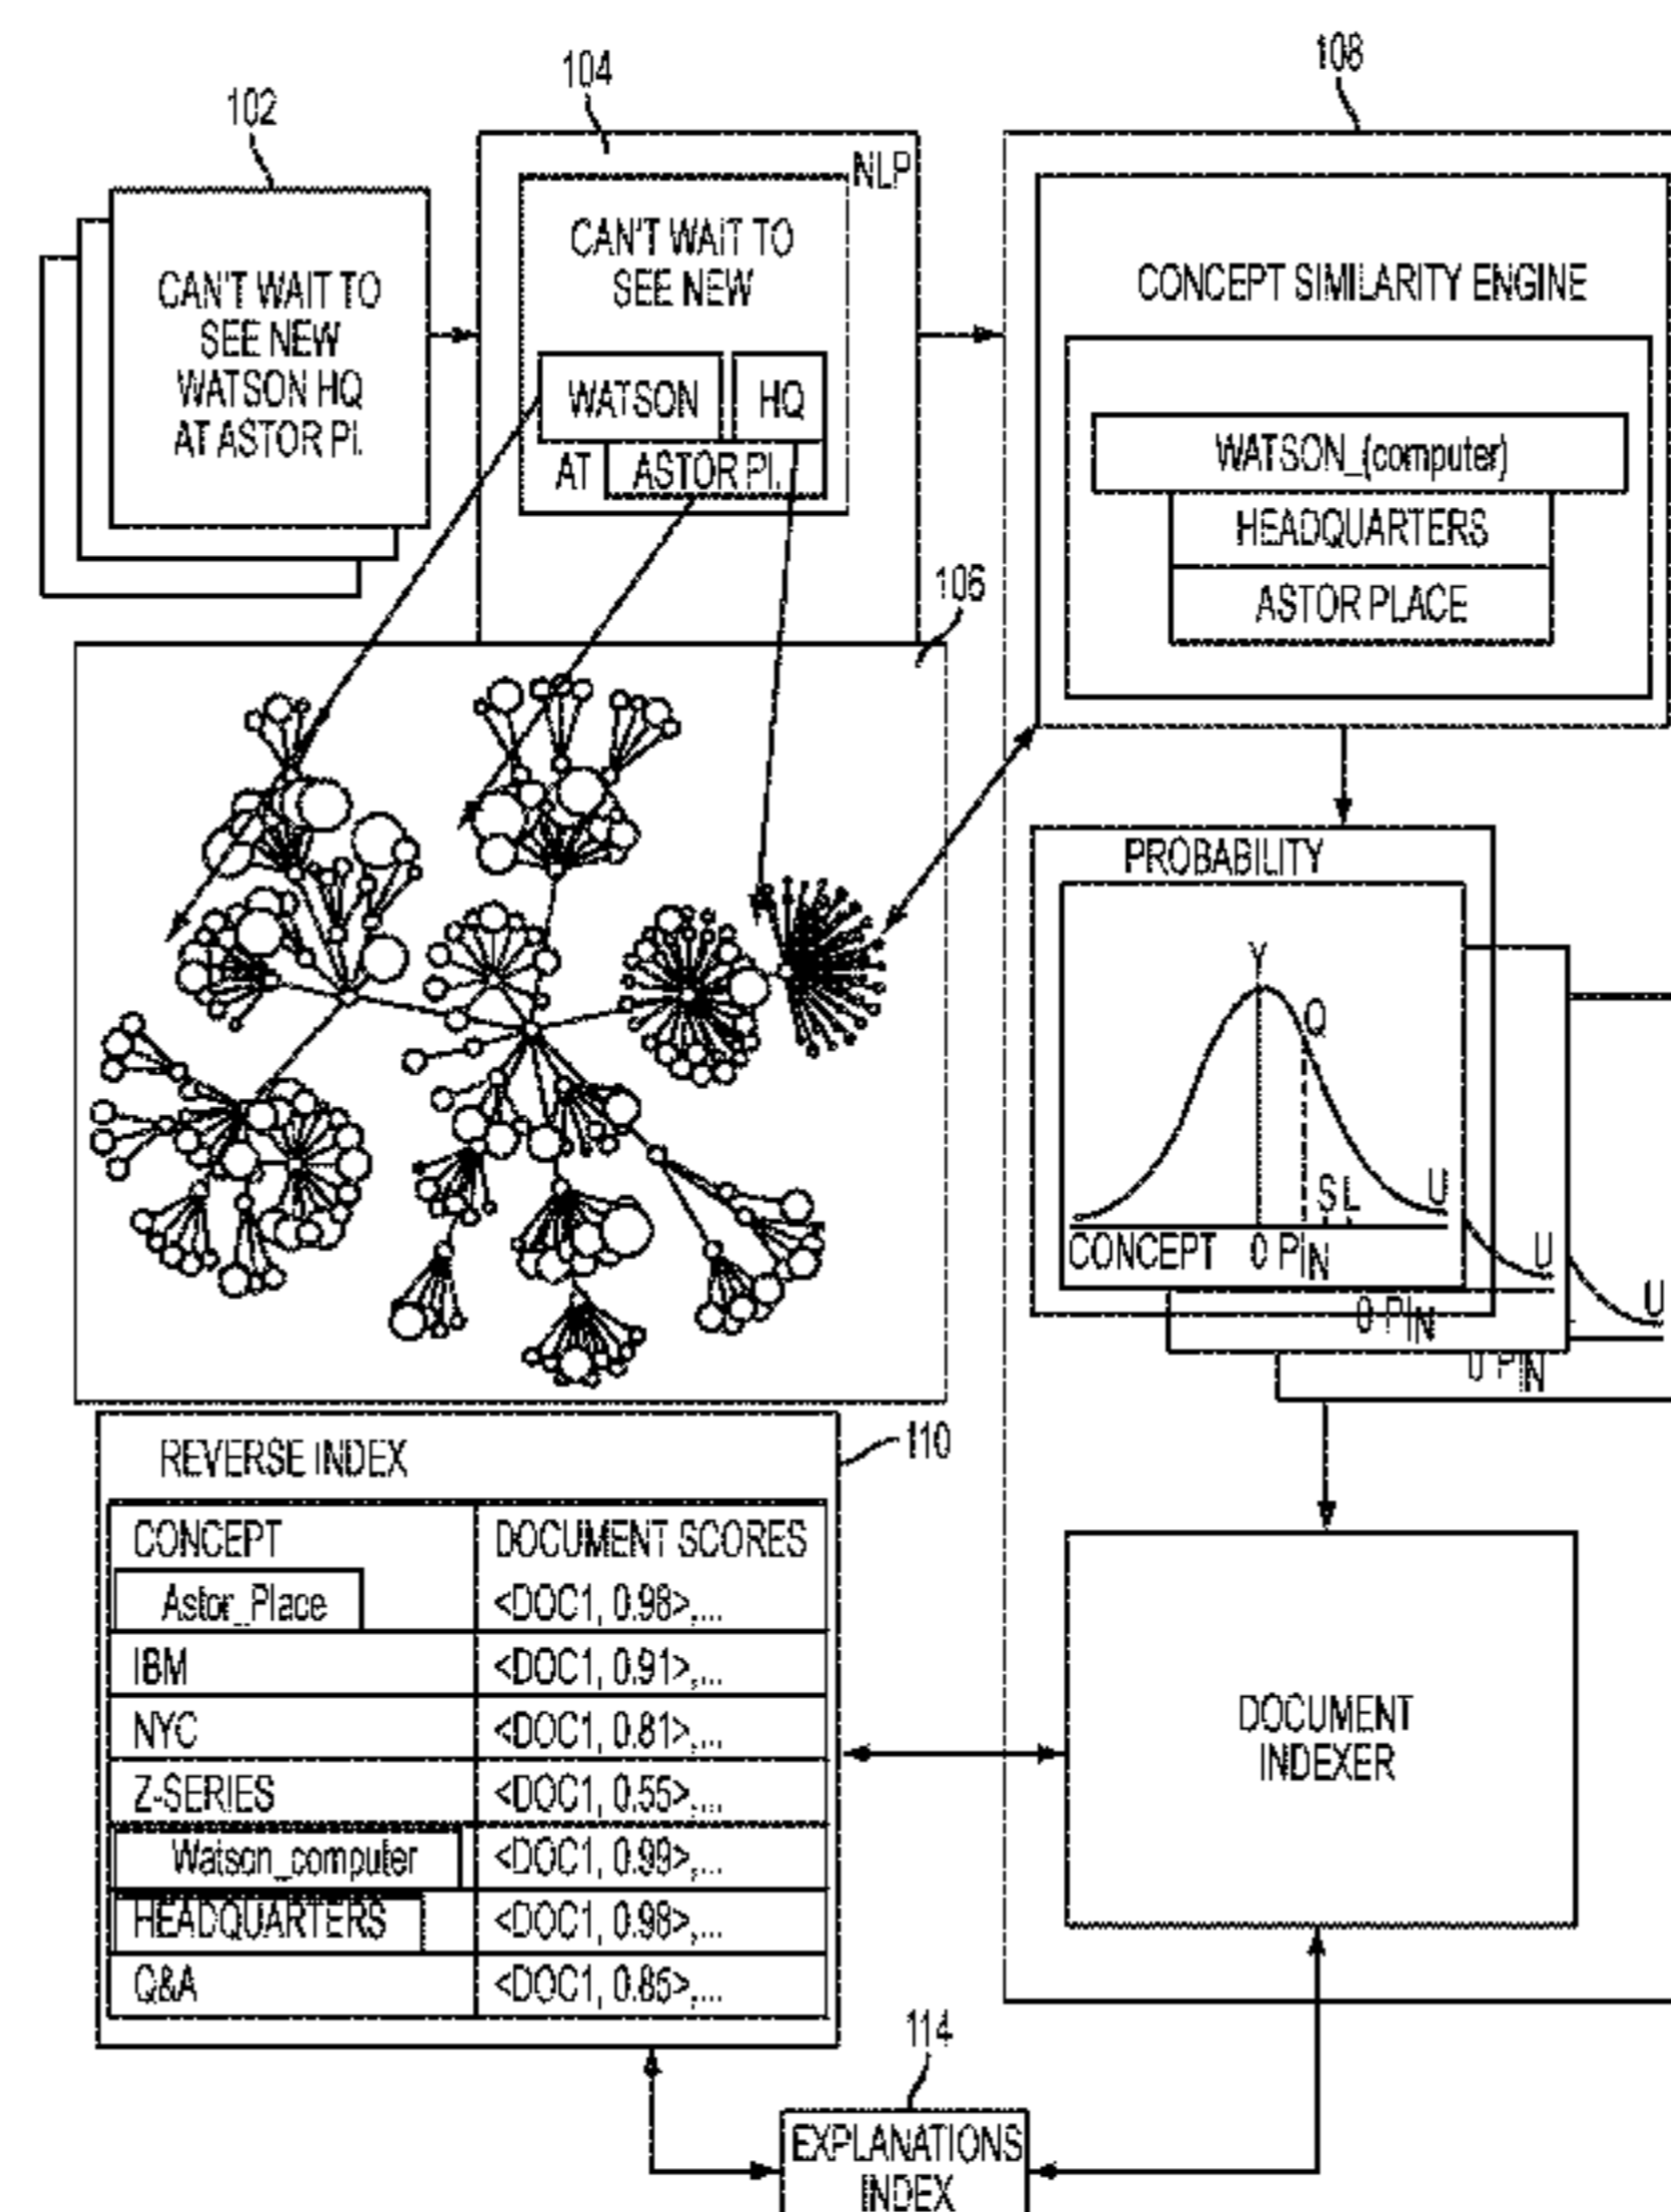 102
CAN'T WAIT TO
SEE NEW
WATSON HQ
AT ASTOR Pl.
104
NLP
CAN'T WAIT TO
SEE NEW
WATSON HQ
AT ASTOR Pl.
108
CONCEPT SIMILARITY ENGINE
WATSON_(computer)
HEADQUARTERS
ASTOR PLACE
106
PROBABILITY
Y
Q
S L U
CONCEPT 0 PIN
U
0 PIN
U
0 PIN
110
REVERSE INDEX
CONCEPT DOCUMENT SCORES
Astor_Place <DOC1, 0.98>,...
IBM <DOC1, 0.91>,...
NYC <DOC1, 0.81>,...
Z-SERIES <DOC1, 0.55>,...
Watson_computer <DOC1, 0.99>,...
HEADQUARTERS <DOC1, 0.98>,...
Q&A <DOC1, 0.85>,...
DOCUMENT
INDEXER
114
EXPLANATIONS
INDEX